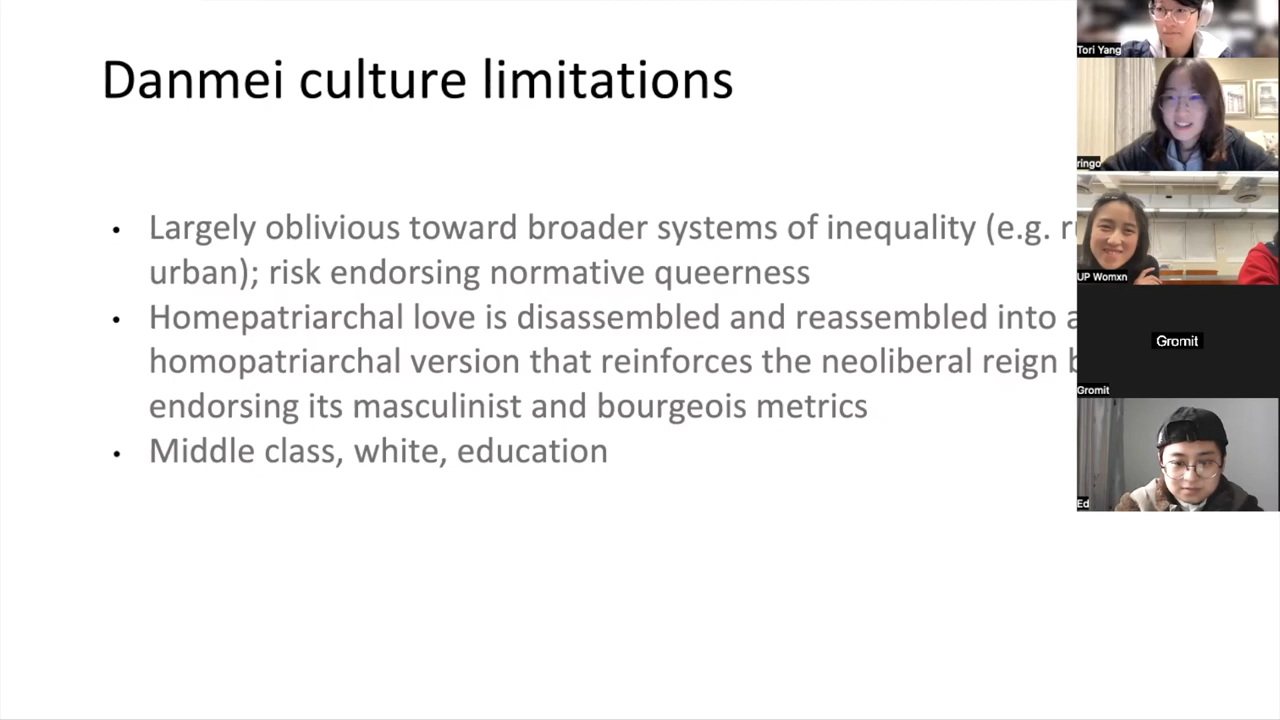 Danmei culture limitations
Largely oblivious toward broader systems of inequality (e.g.
urban); risk endorsing normative queerness
Homepatriarchal love is disassembled and reassembled into
homopatriarchal version that reinforces the neoliberal reign
endorsing its masculinist and bourgeois metrics
Middle class, white, education
Tori Yang
ringo
UP Womxn
Gromit
Gromit
Ed